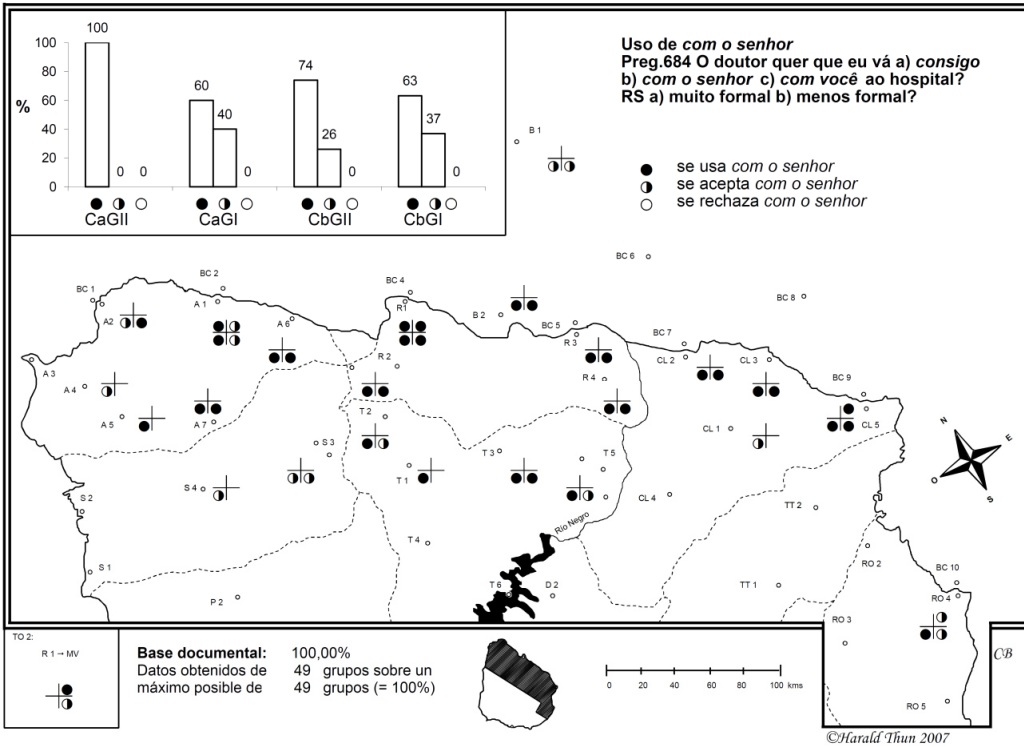 100
100
80
60
40
20
0
%
0
0
60
40
0
74
26
0
63
37
0
CaGII
CaGI
CbGII
CbGI
Uso de com o senhor
Preg.684 O doutor quer que eu vá a) consigo
b) com o senhor c) com você ao hospital?
RS a) muito formal b) menos formal?
se usa com o senhor
se acepta com o senhor
se rechaza com o senhor
B 1
BC 6
BC 8
BC 2
BC 1
A 1
A2
A 6
A 3
A 4
A 5
A 7
BC 4
R1
B 2
BC 5
R 3
R 2
R 4
BC 7
CL 2
CL 3
BC 9
CL 5
CL 1
CL 4
T 2
S 3
T 3
T 5
T 1
S 4
S 2
S 1
T 4
P 2
T 6
D 2
Río Negro
TT 2
TT 1
RO 2
BC 10
RO 4
RO 3
RO 5
N
E
O
S
TO 2:
R 1 → MV
Base documental: 100,00%
Datos obtenidos de 49 grupos sobre un
máximo posible de 49 grupos (= 100%)
0 20 40 60 80 100 kms
CB
©Harald Thun 2007